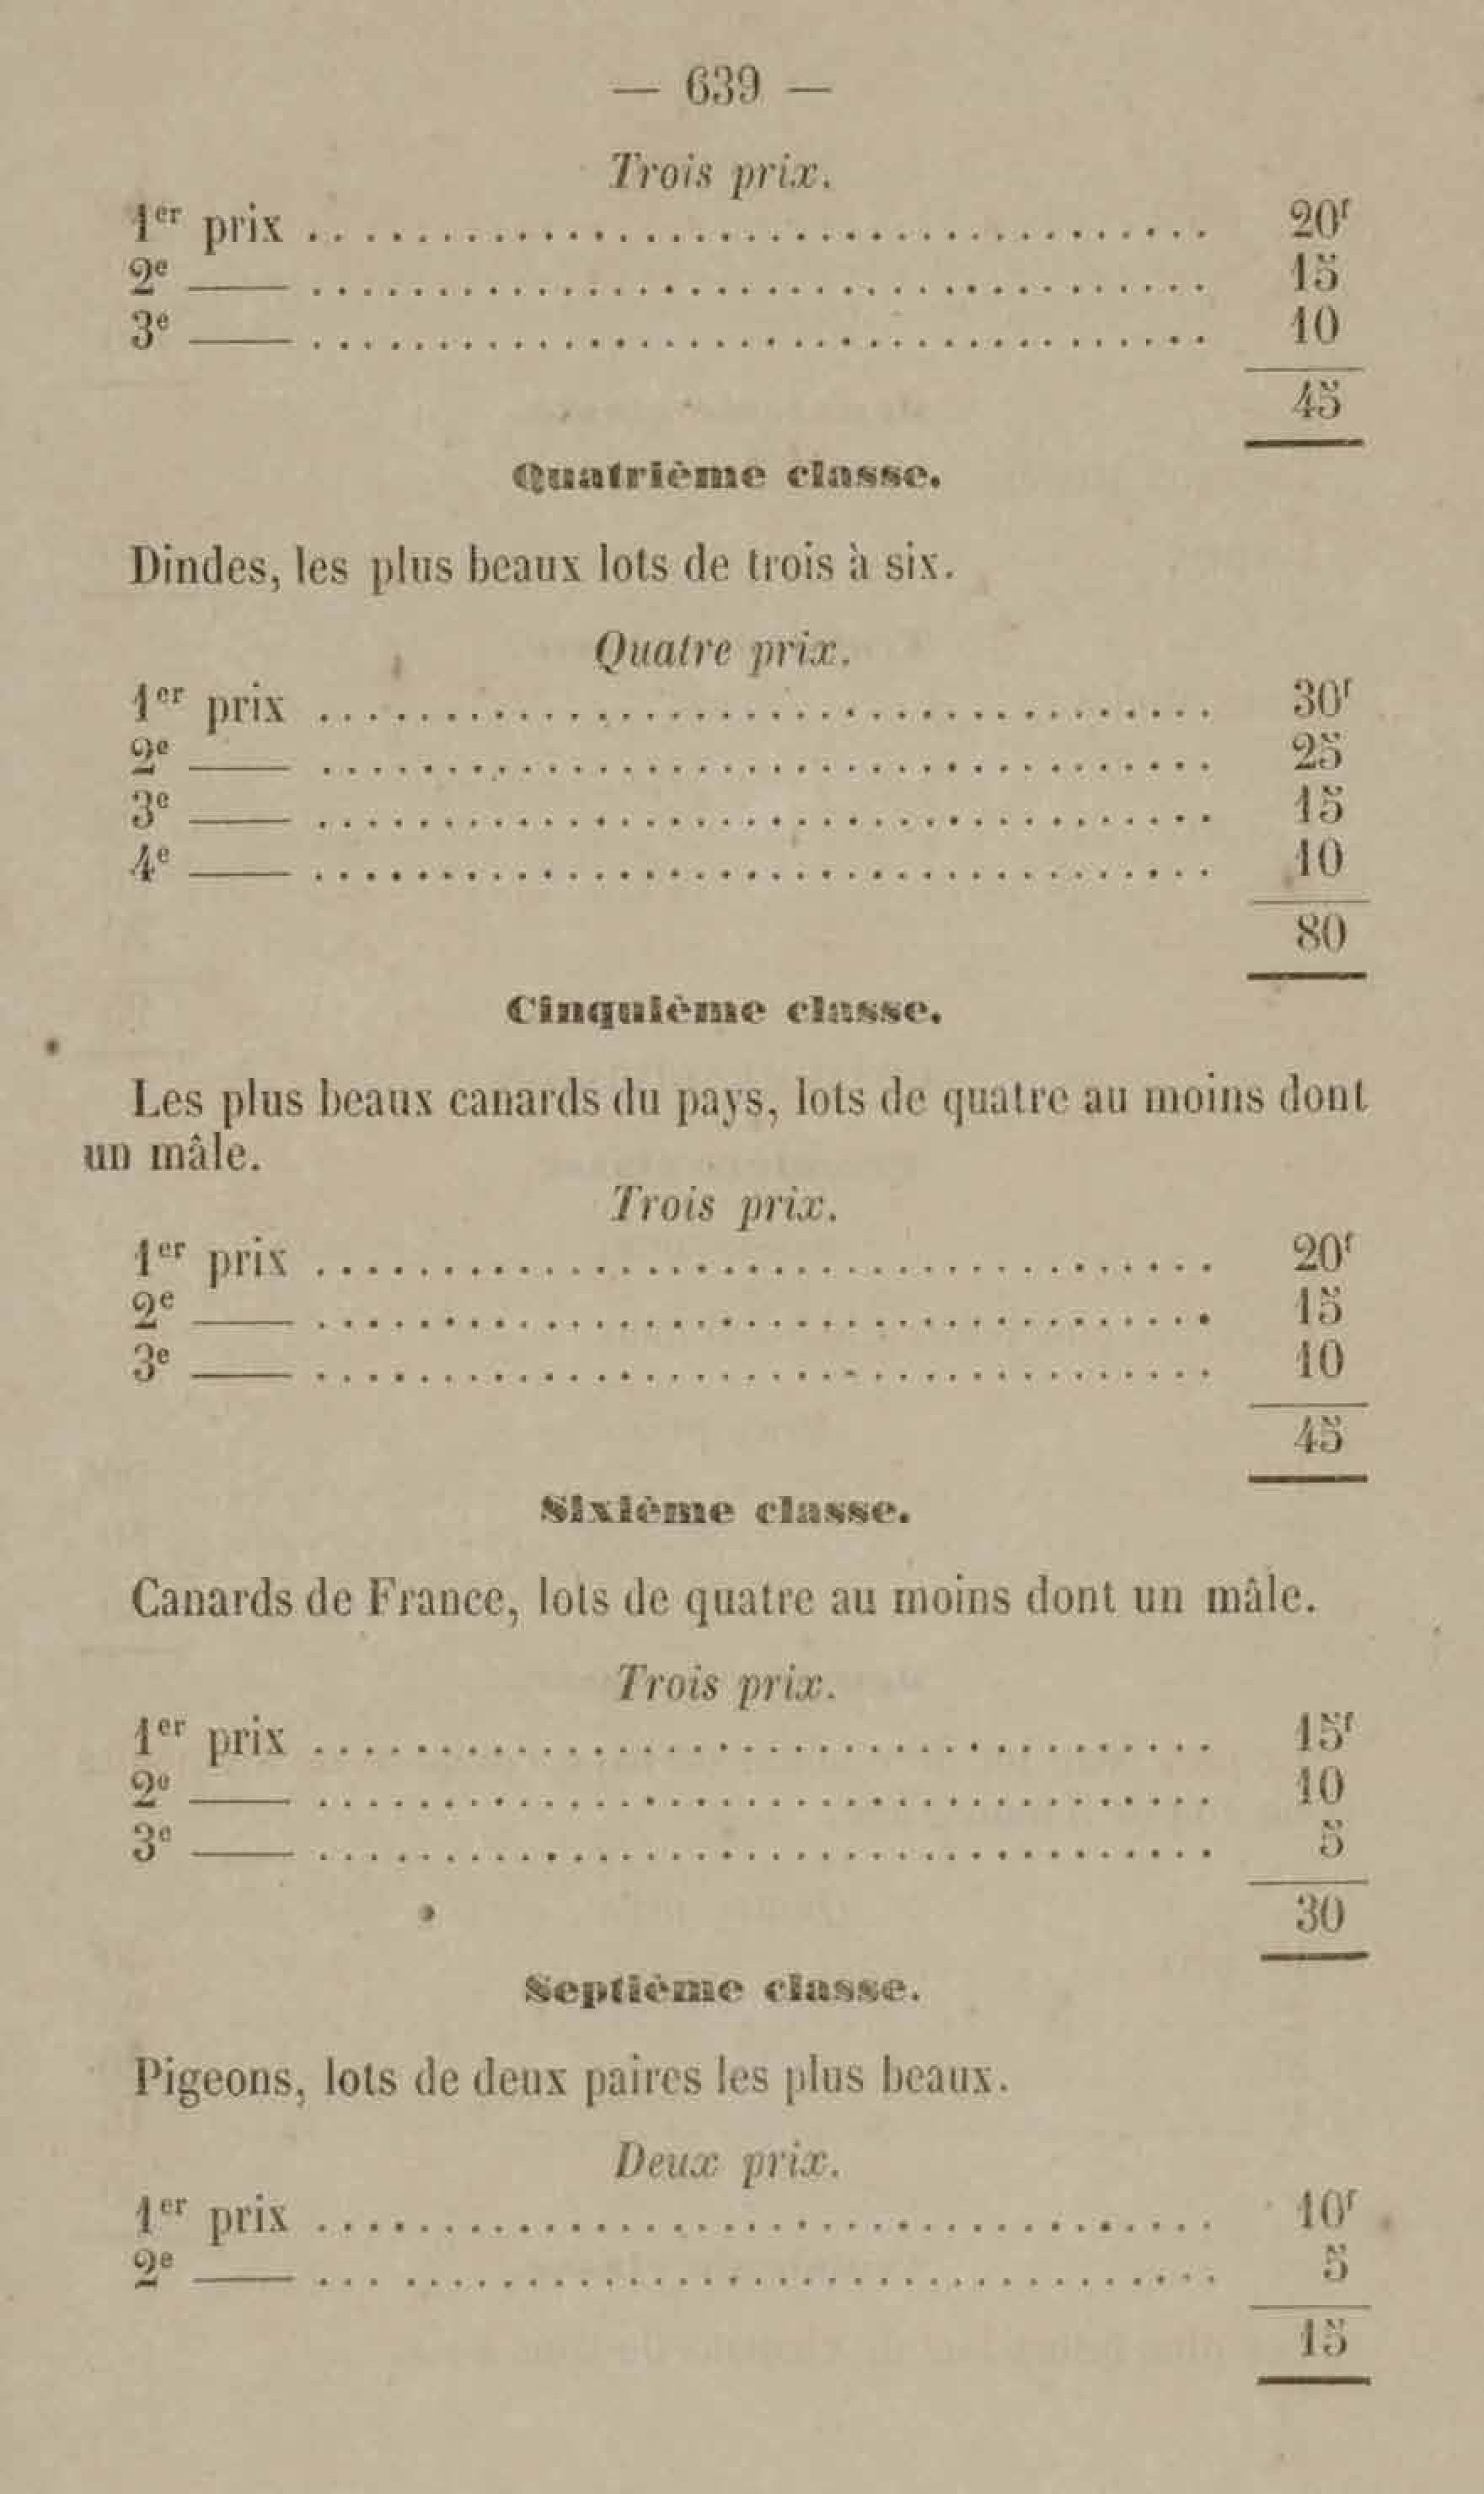 — 639 —
Trois prix.
1er prix .................................... 20f
2e —— .................................... 15
3e —— .................................... 10
45
Quatrième classe.
Dindes, les plus beaux lots de trois à six.
Quatre prix.
1er prix .................................... 30f
2e —— .................................... 25
3e —— .................................... 15
4e —— .................................... 10
80
Cinquième classe.
Les plus beaux canards du pays, lots de quatre au moins dont
un mâle.
Trois prix.
1er prix .................................... 20f
2e —— .................................... 15
3e —— .................................... 10
45
Sixième classe.
Canards de France, lots de quatre au moins dont un mâle.
Trois prix.
1er prix .................................... 15f
2e —— .................................... 10
3e —— .................................... 5
30
Septième classe.
Pigeons, lots de deux paires les plus beaux.
Deux prix.
1er prix .................................... 10f
2e —— .................................... 5
15